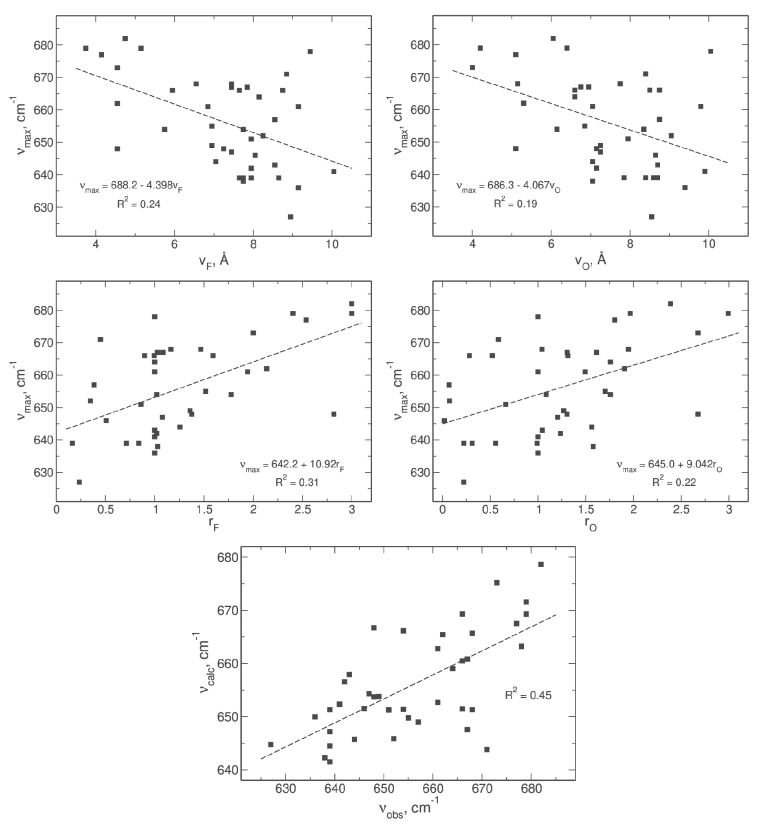 680
670
660
650
640
630
ν_max, cm⁻¹
ν_max = 688.2 - 4.398v_F
R² = 0.24
4 6 8 10
v_F, Å
680
670
660
650
640
630
ν_max, cm⁻¹
ν_max = 686.3 - 4.067v_O
R² = 0.19
4 6 8 10
v_O, Å
680
670
660
650
640
630
ν_max, cm⁻¹
ν_max = 642.2 + 10.92r_F
R² = 0.31
0 0.5 1 1.5 2 2.5 3
r_F
680
670
660
650
640
630
ν_max, cm⁻¹
ν_max = 645.0 + 9.042r_O
R² = 0.22
0 0.5 1 1.5 2 2.5 3
r_O
680
670
660
650
640
ν_calc, cm⁻¹
R² = 0.45
630 640 650 660 670 680
ν_obs, cm⁻¹